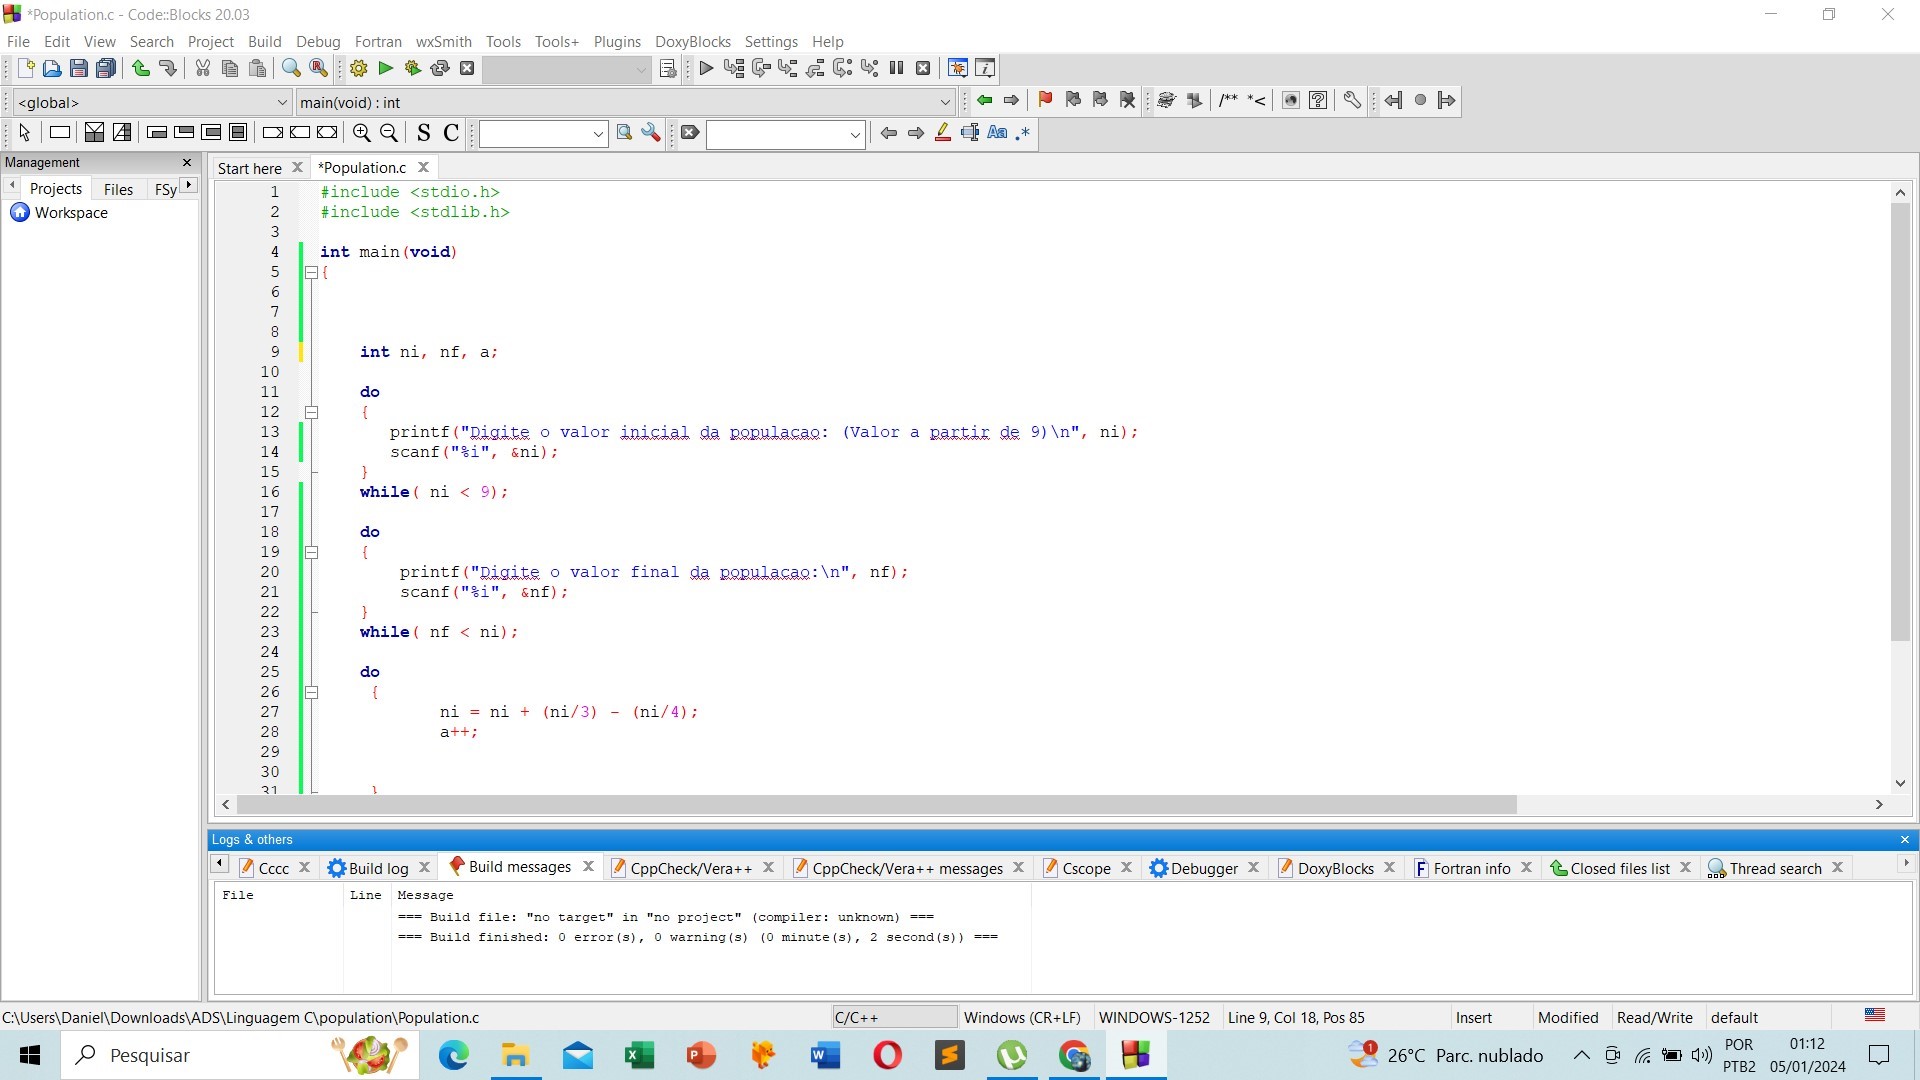 *Population.c - Code::Blocks 20.03
File Edit View Search Project Build Debug Fortran wxSmith Tools Tools+ Plugins DoxyBlocks Settings Help
<global> main(void) : int /** *<
S C Aa .*
Management
Projects Files FSy
Workspace
Start here *Population.c
1 #include <stdio.h>
2 #include <stdlib.h>
3
4 int main(void)
5 {
6
7
8
9 int ni, nf, a;
10
11 do
12 {
13 printf("Digite o valor inicial da populacao: (Valor a partir de 9)\n", ni);
14 scanf("%i", &ni);
15 }
16 while( ni < 9);
17
18 do
19 {
20 printf("Digite o valor final da populacao:\n", nf);
21 scanf("%i", &nf);
22 }
23 while( nf < ni);
24
25 do
26 {
27 ni = ni + (ni/3) - (ni/4);
28 a++;
29
30
31 }
Logs & others
Cccc Build log Build messages CppCheck/Vera++ CppCheck/Vera++ messages Cscope Debugger DoxyBlocks Fortran info Closed files list Thread search
File Line Message
=== Build file: "no target" in "no project" (compiler: unknown) ===
=== Build finished: 0 error(s), 0 warning(s) (0 minute(s), 2 second(s)) ===
C:\Users\Daniel\Downloads\ADS\Linguagem C\population\Population.c C/C++ Windows (CR+LF) WINDOWS-1252 Line 9, Col 18, Pos 85 Insert Modified Read/Write default
Pesquisar 1 26°C Parc. nublado POR PTB2 01:12 05/01/2024